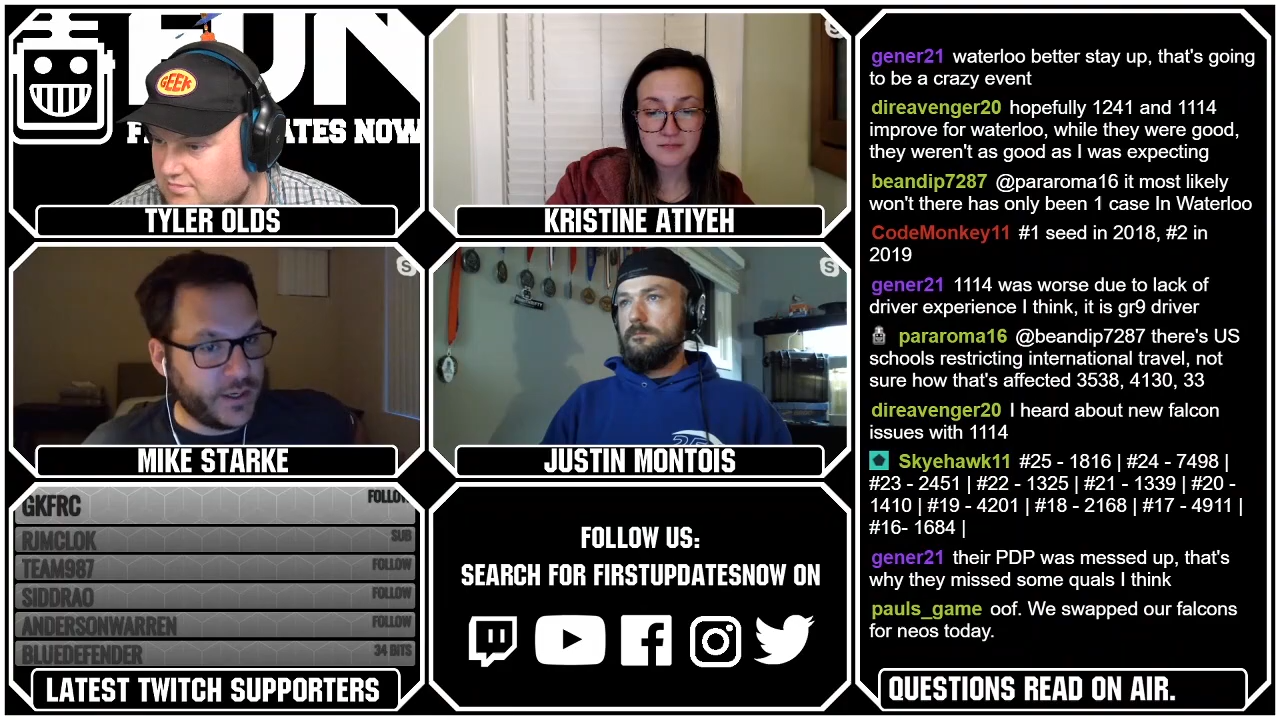 FUN
F
ATES NOW
GEEK
TYLER OLDS
KRISTINE ATIYEH
MIKE STARKE
JUSTIN MONTOIS
GKFRC FOLLOW
RJMCLOK SUB
TEAM987 FOLLOW
SIDDRAO FOLLOW
ANDERSONWARREN FOLLOW
BLUEDEFENDER 34 BITS
LATEST TWITCH SUPPORTERS
FOLLOW US:
SEARCH FOR FIRSTUPDATESNOW ON
gener21 waterloo better stay up, that's going
to be a crazy event
direavenger20 hopefully 1241 and 1114
improve for waterloo, while they were good,
they weren't as good as I was expecting
beandip7287 @pararoma16 it most likely
won't there has only been 1 case In Waterloo
CodeMonkey11 #1 seed in 2018, #2 in
2019
gener21 1114 was worse due to lack of
driver experience I think, it is gr9 driver
pararoma16 @beandip7287 there's US
schools restricting international travel, not
sure how that's affected 3538, 4130, 33
direavenger20 I heard about new falcon
issues with 1114
Skyehawk11 #25 - 1816 | #24 - 7498 |
#23 - 2451 | #22 - 1325 | #21 - 1339 | #20 -
1410 | #19 - 4201 | #18 - 2168 | #17 - 4911 |
#16- 1684 |
gener21 their PDP was messed up, that's
why they missed some quals I think
pauls_game oof. We swapped our falcons
for neos today.
QUESTIONS READ ON AIR.